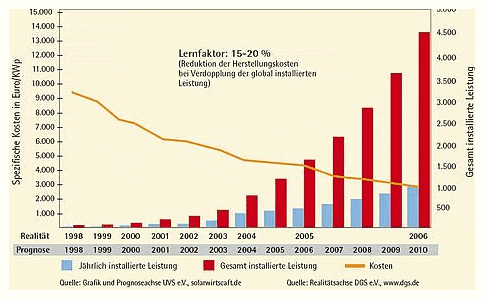 15.000
14.000
13.000
12.000
11.000
10.000
9.000
8.000
7.000
6.000
5.000
4.000
3.000
2.000
1.000
Spezifische Kosten in Euro/KWp
Lernfaktor: 15-20 %
(Reduktion der Herstellungskosten
bei Verdopplung der global installierten
Leistung)
5.000
4.500
4.000
3.500
3.000
2.500
2.000
1.500
1.000
500
Gesamt installierte Leistung
Realität 1998 1999 2000 2001 2002 2003 2004 2005 2006
Prognose 1998 1999 2000 2001 2002 2003 2004 2005 2006 2007 2008 2009 2010
Jährlich installierte Leistung Gesamt installierte Leistung Kosten
Quelle: Grafik und Prognoseachse UVS e.V., solarwirtscaft.de Quelle: Realitätsachse DGS e.V., www.dgs.de